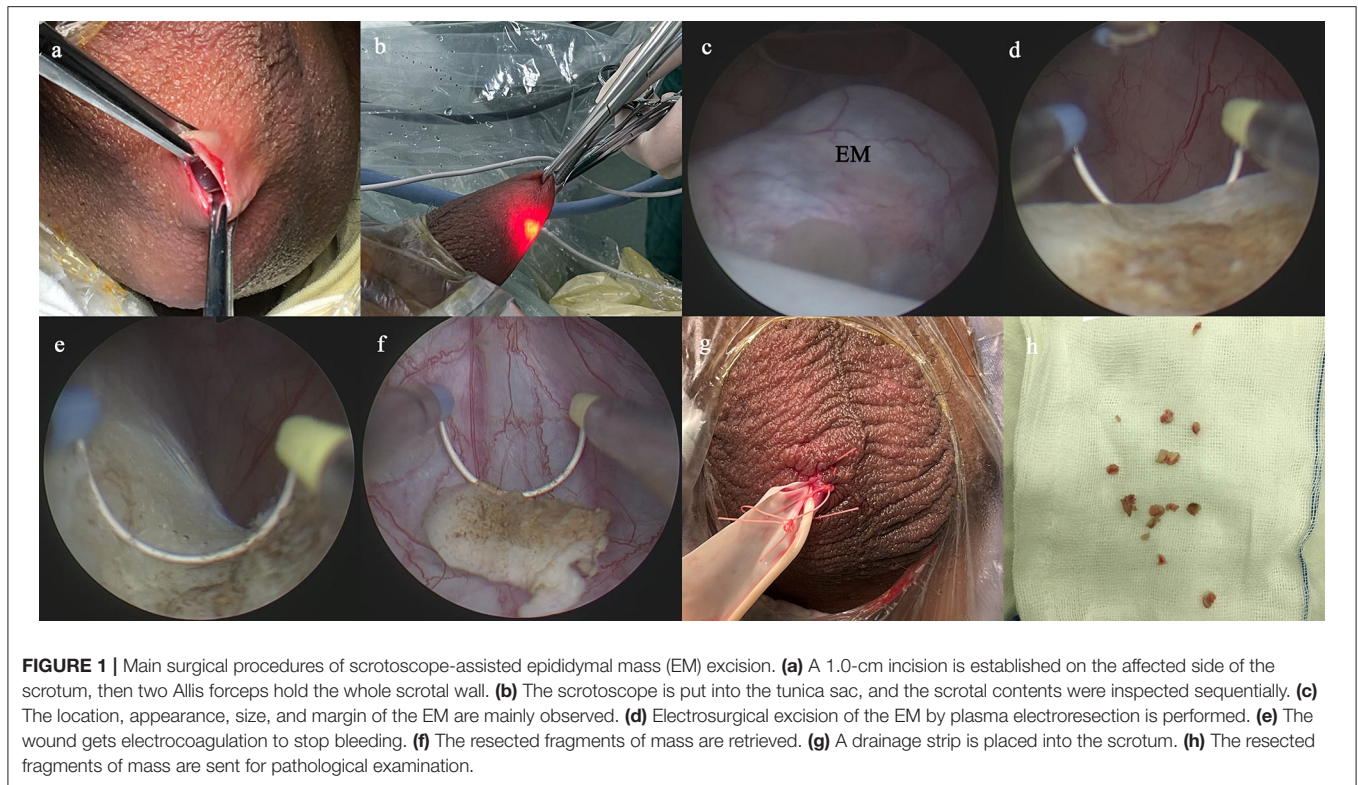 a
b
c
d
EM
e
f
g
h
FIGURE 1 | Main surgical procedures of scrotoscope-assisted epididymal mass (EM) excision. (a) A 1.0-cm incision is established on the affected side of the
scrotum, then two Allis forceps hold the whole scrotal wall. (b) The scrotoscope is put into the tunica sac, and the scrotal contents were inspected sequentially. (c)
The location, appearance, size, and margin of the EM are mainly observed. (d) Electrosurgical excision of the EM by plasma electroresection is performed. (e) The
wound gets electrocoagulation to stop bleeding. (f) The resected fragments of mass are retrieved. (g) A drainage strip is placed into the scrotum. (h) The resected
fragments of mass are sent for pathological examination.